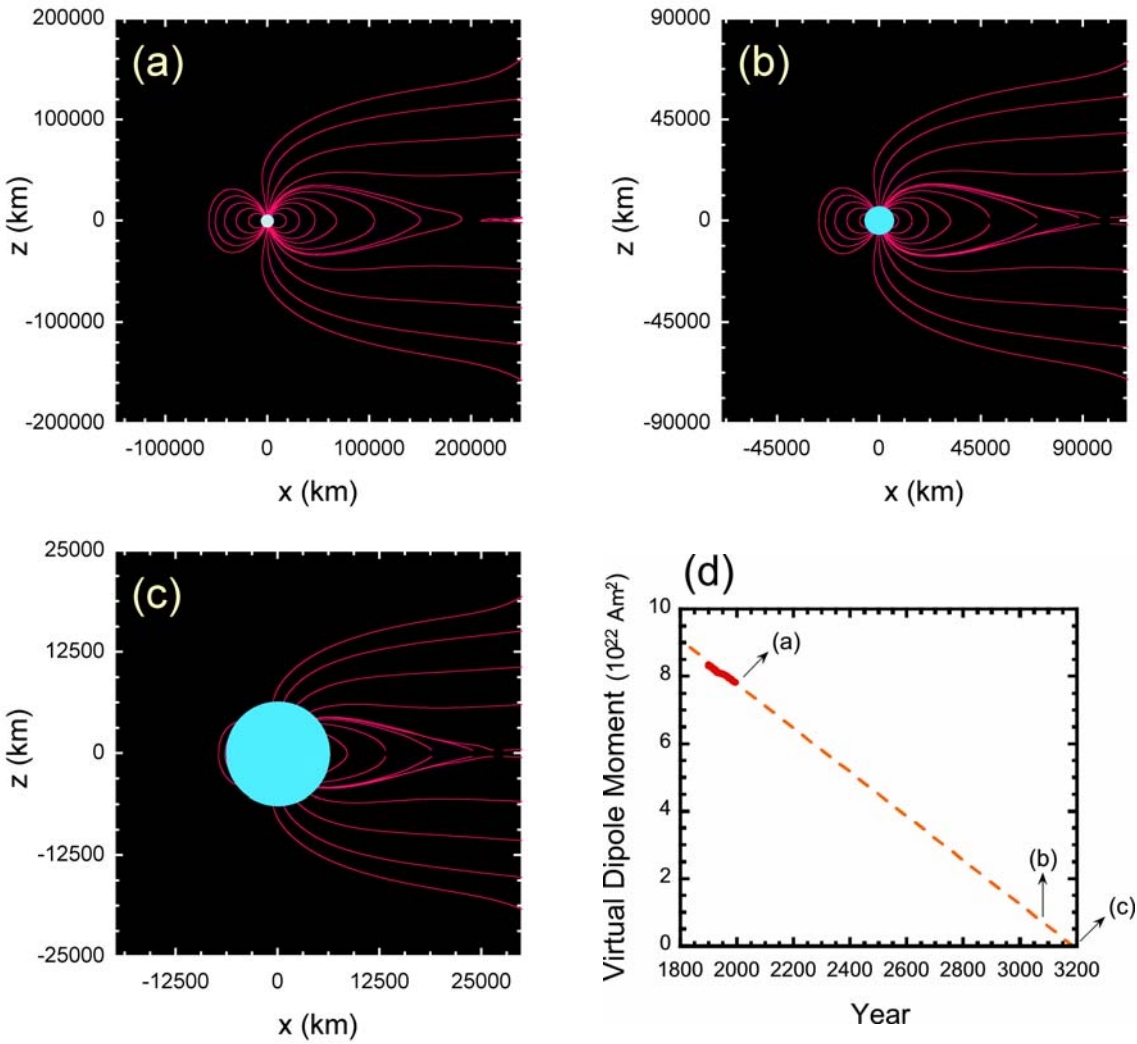 (a)
200000
100000
0
-100000
-200000
z (km)
-100000 0 100000 200000
x (km)
(b)
90000
45000
0
-45000
-90000
z (km)
-45000 0 45000 90000
x (km)
(c)
25000
12500
0
-12500
-25000
z (km)
-12500 0 12500 25000
x (km)
(d)
10
8
6
4
2
0
Virtual Dipole Moment (10²² Am²)
(a)
(b)
(c)
1800 2000 2200 2400 2600 2800 3000 3200
Year